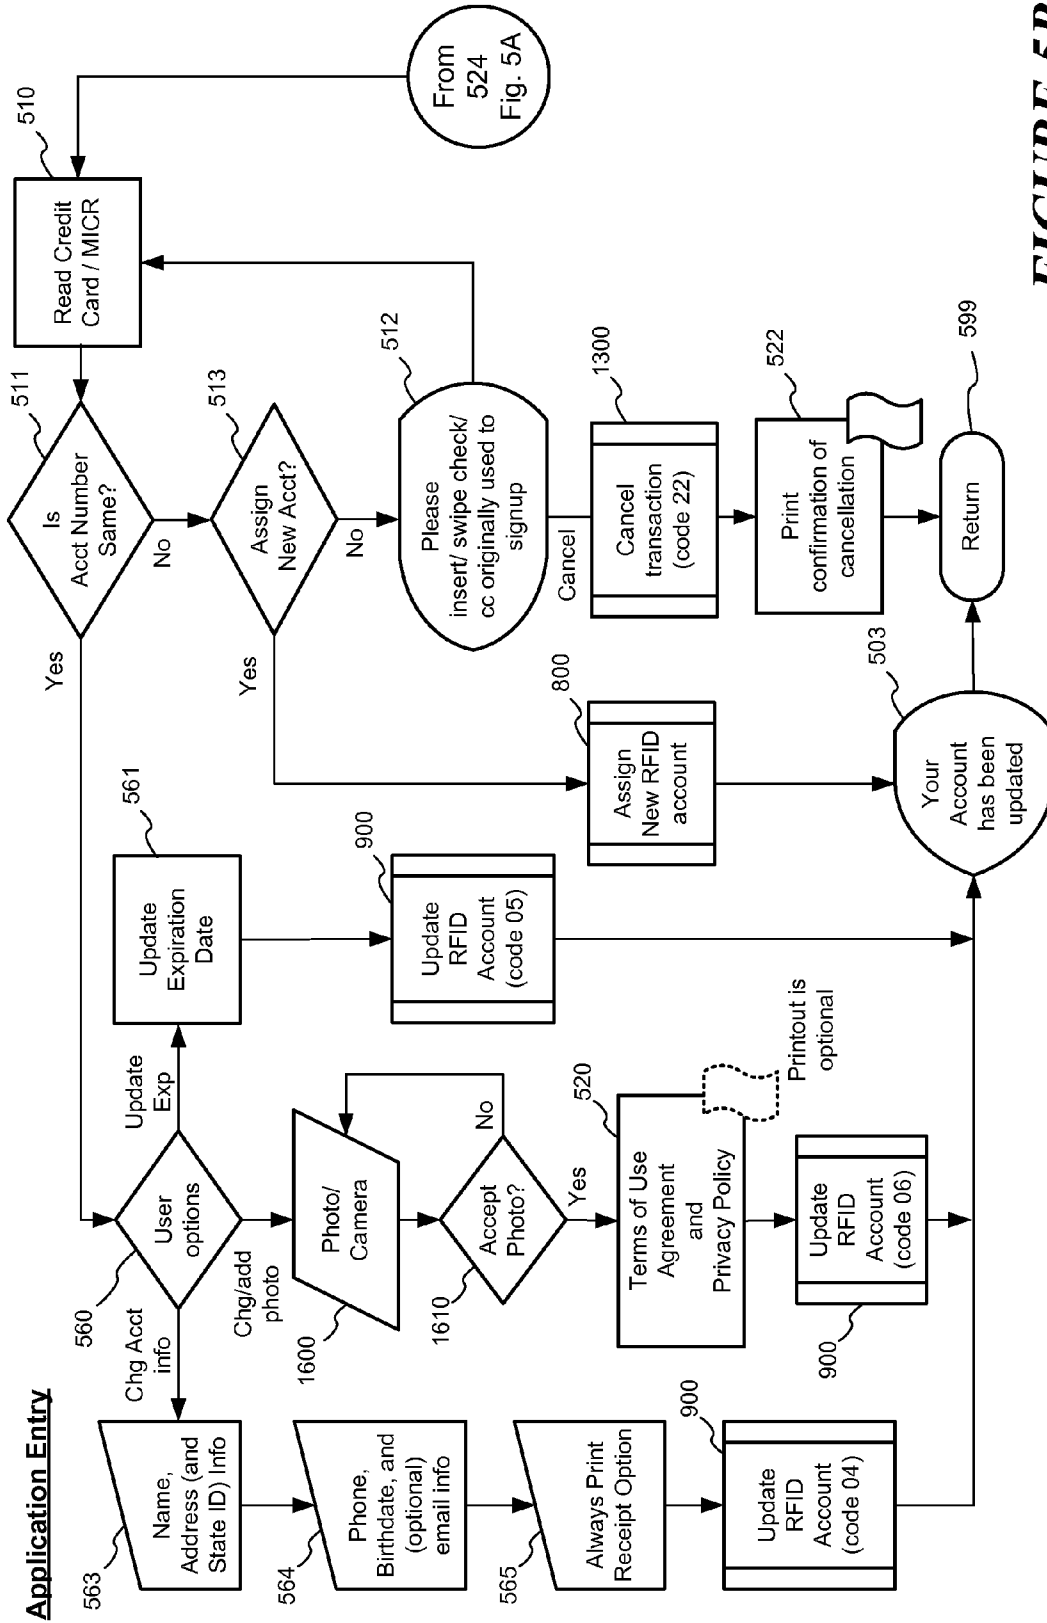 Application Entry
From
524
Fig. 5A
510
Read Credit
Card / MICR
511
Is
Acct Number
Same?
Yes
No
513
Assign
New Acct?
Yes
No
512
Please
insert/ swipe check/
cc originally used to
signup
Cancel
1300
Cancel
transaction
(code 22)
522
Print
confirmation of
cancellation
599
Return
800
Assign
New RFID
account
503
Your
Account
has been
updated
560
User
options
Update
Exp
561
Update
Expiration
Date
900
Update
RFID
Account
(code 05)
Chg/add
photo
1600
Photo/
Camera
1610
Accept
Photo?
No
Yes
520
Terms of Use
Agreement
and
Privacy Policy
Printout is
optional
900
Update
RFID
Account
(code 06)
Chg Acct
info
563
Name,
Address (and
State ID) Info
564
Phone,
Birthdate, and
(optional)
email info
565
Always Print
Receipt Option
900
Update
RFID
Account
(code 04)
FIGURE 5B